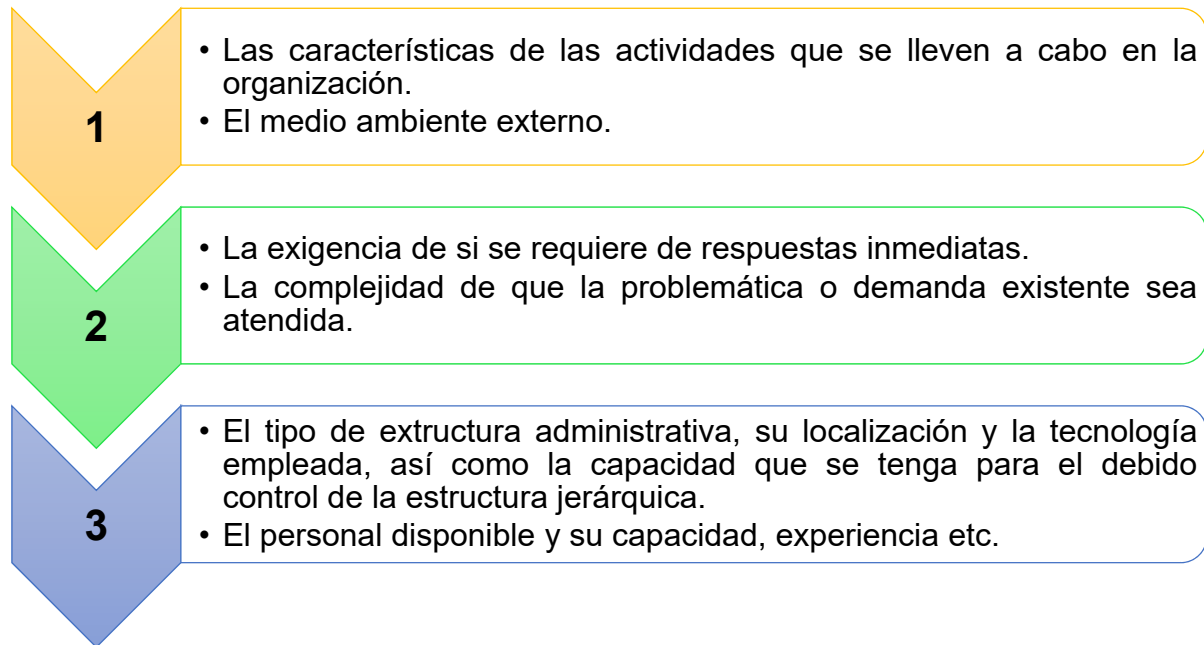 1
• Las características de las actividades que se lleven a cabo en la
organización.
• El medio ambiente externo.
2
• La exigencia de si se requiere de respuestas inmediatas.
• La complejidad de que la problemática o demanda existente sea
atendida.
3
• El tipo de extructura administrativa, su localización y la tecnología
empleada, así como la capacidad que se tenga para el debido
control de la estructura jerárquica.
• El personal disponible y su capacidad, experiencia etc.